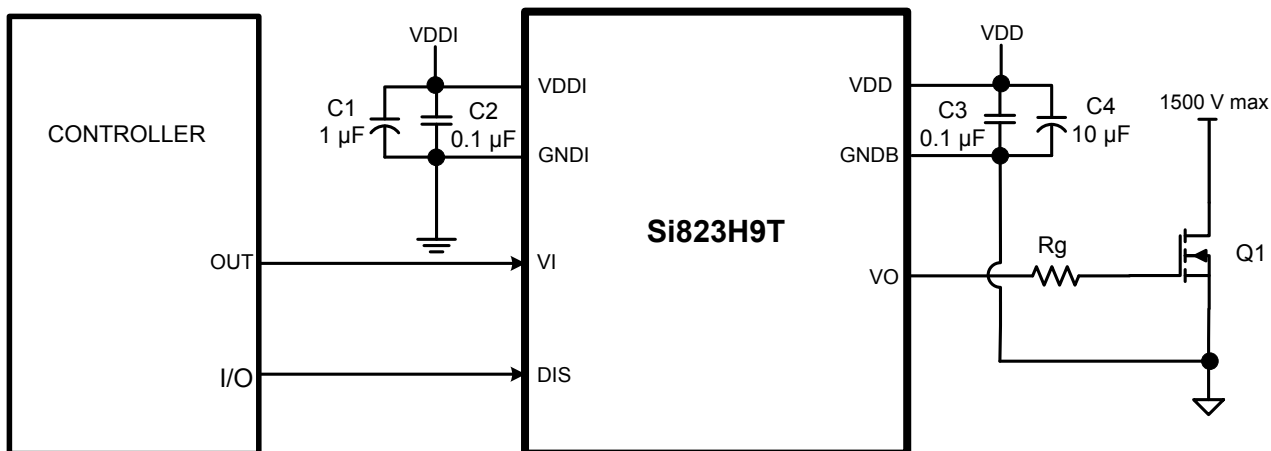 CONTROLLER
OUT
I/O
VDDI
C1
1 µF
C2
0.1 µF
VDDI
GNDI
VI
DIS
Si823H9T
VDD
GNDB
VO
VDD
C3
0.1 µF
C4
10 µF
1500 V max
Rg
Q1